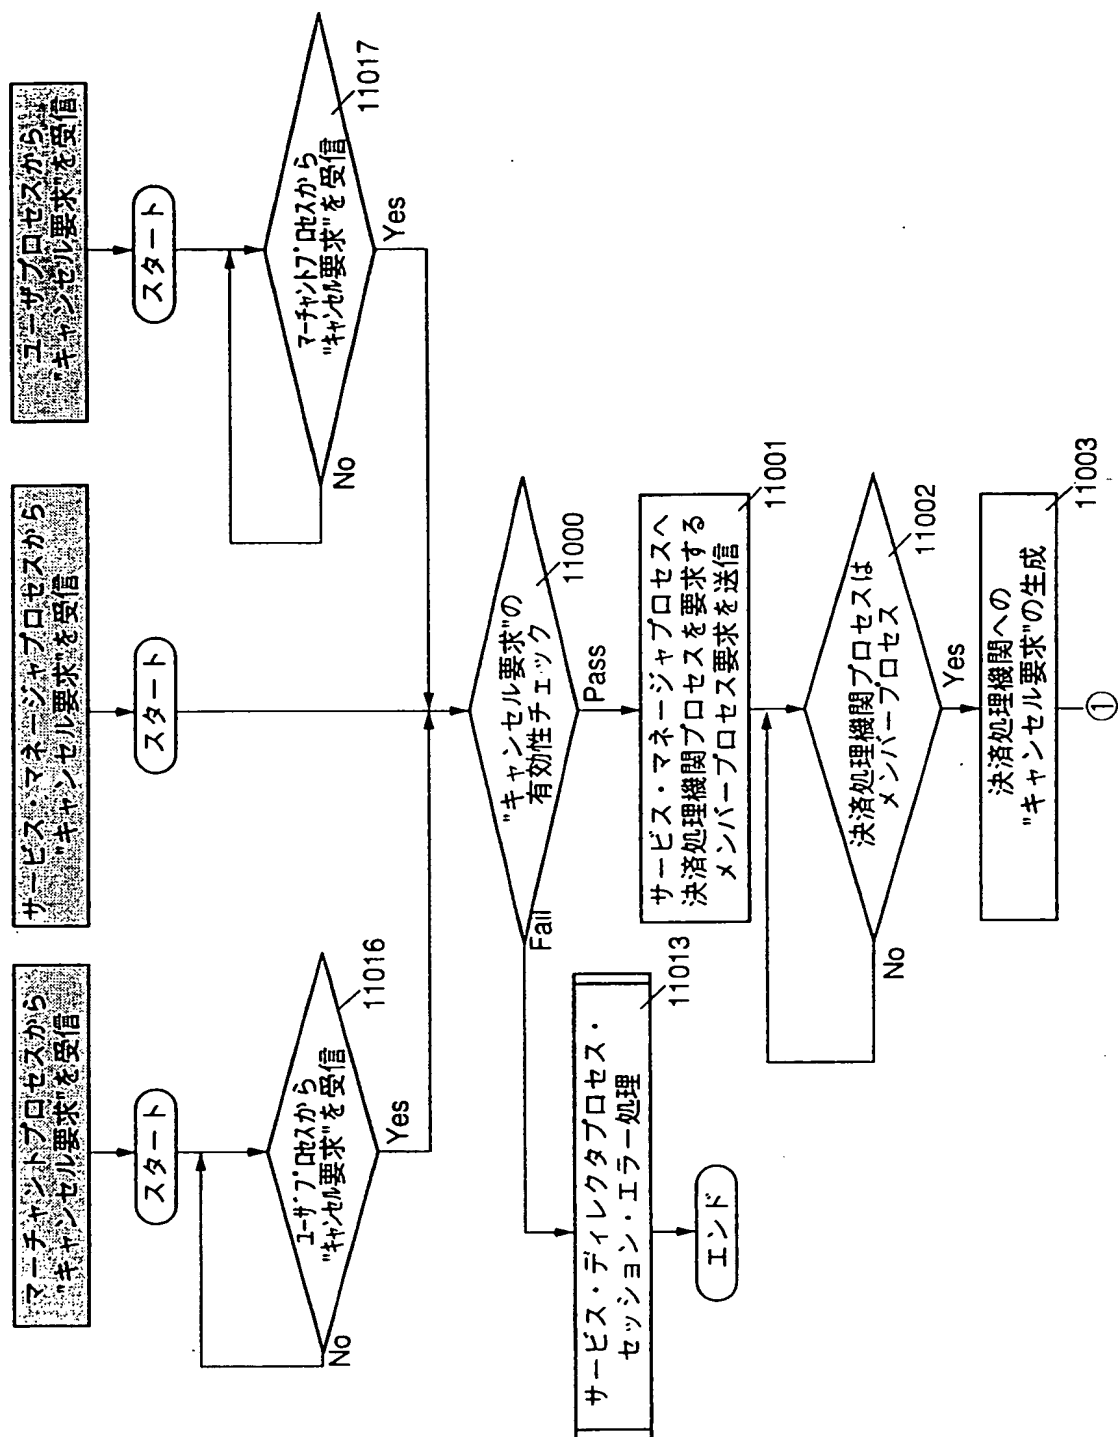 マーチャントプロセスから
"キャンセル要求"を受信
スタート
ユーザプロセスから
"キャンセル要求"を受信
11016
No
Yes
サービス・マネージャプロセスから
"キャンセル要求"を受信
スタート
ユーザプロセスから
"キャンセル要求"を受信
スタート
マーチャントプロセスから
"キャンセル要求"を受信
11017
No
Yes
"キャンセル要求"の
有効性チェック
11000
Fail
Pass
サービス・ディレクタプロセス・
セッション・エラー処理
11013
エンド
サービス・マネージャプロセスへ
決済処理機関プロセスを要求する
メンバープロセス要求を送信
11001
決済処理機関プロセスは
メンバープロセス
11002
No
Yes
決済処理機関への
"キャンセル要求"の生成
11003
①